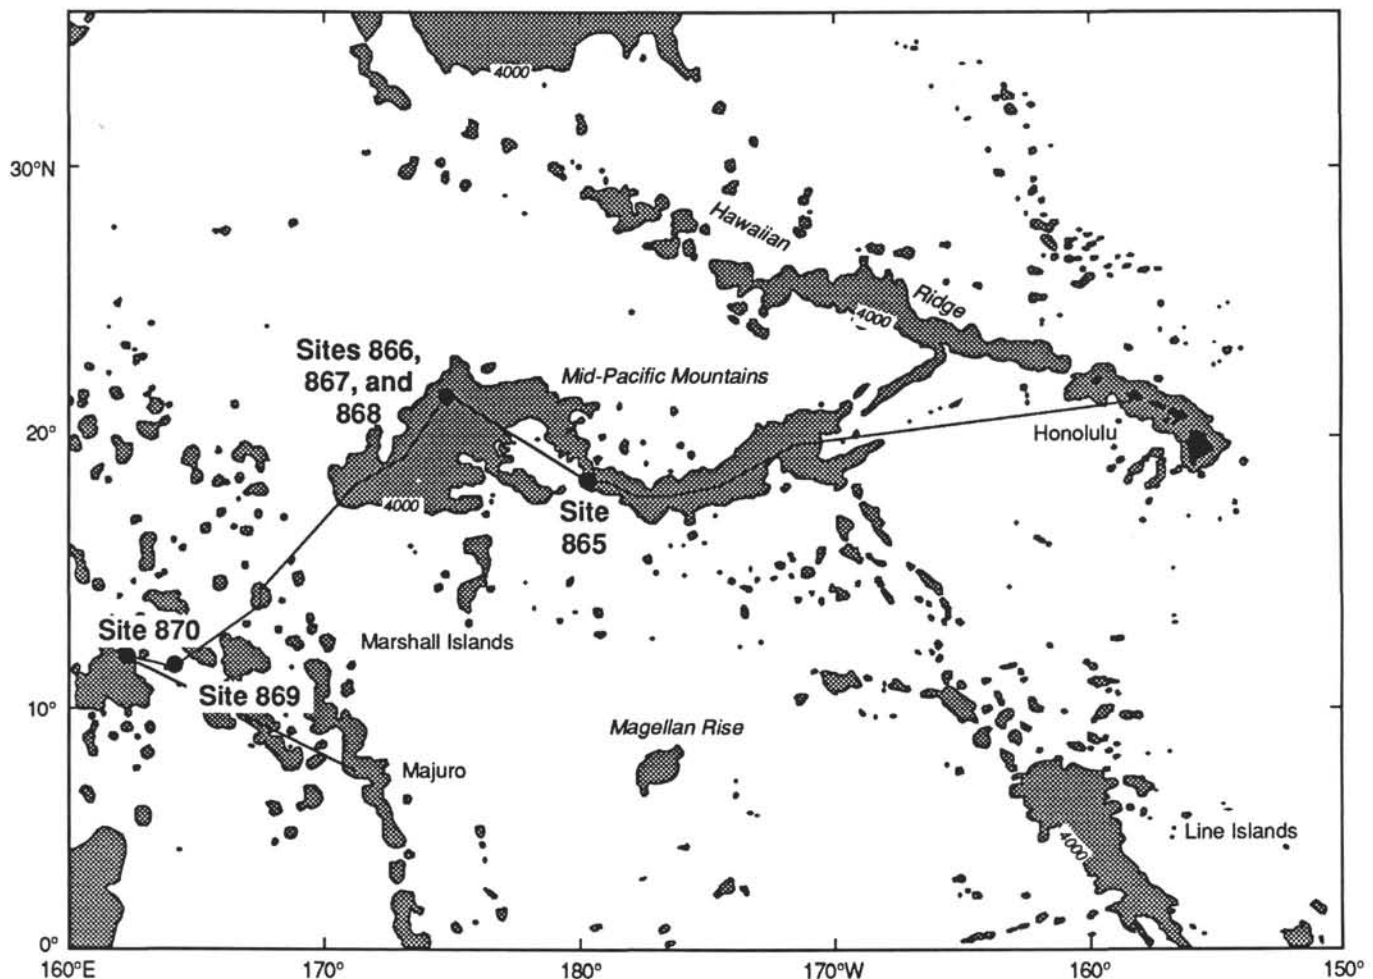 4000
30°N
Hawaiian
Ridge
4000
Sites 866,
867, and
868
Mid-Pacific Mountains
20°
Honolulu
4000
Site
865
Site 870
Marshall Islands
Site 869
10°
Magellan Rise
Majuro
Line Islands
4000
0°
160°E
170°
180°
170°W
160°
150°